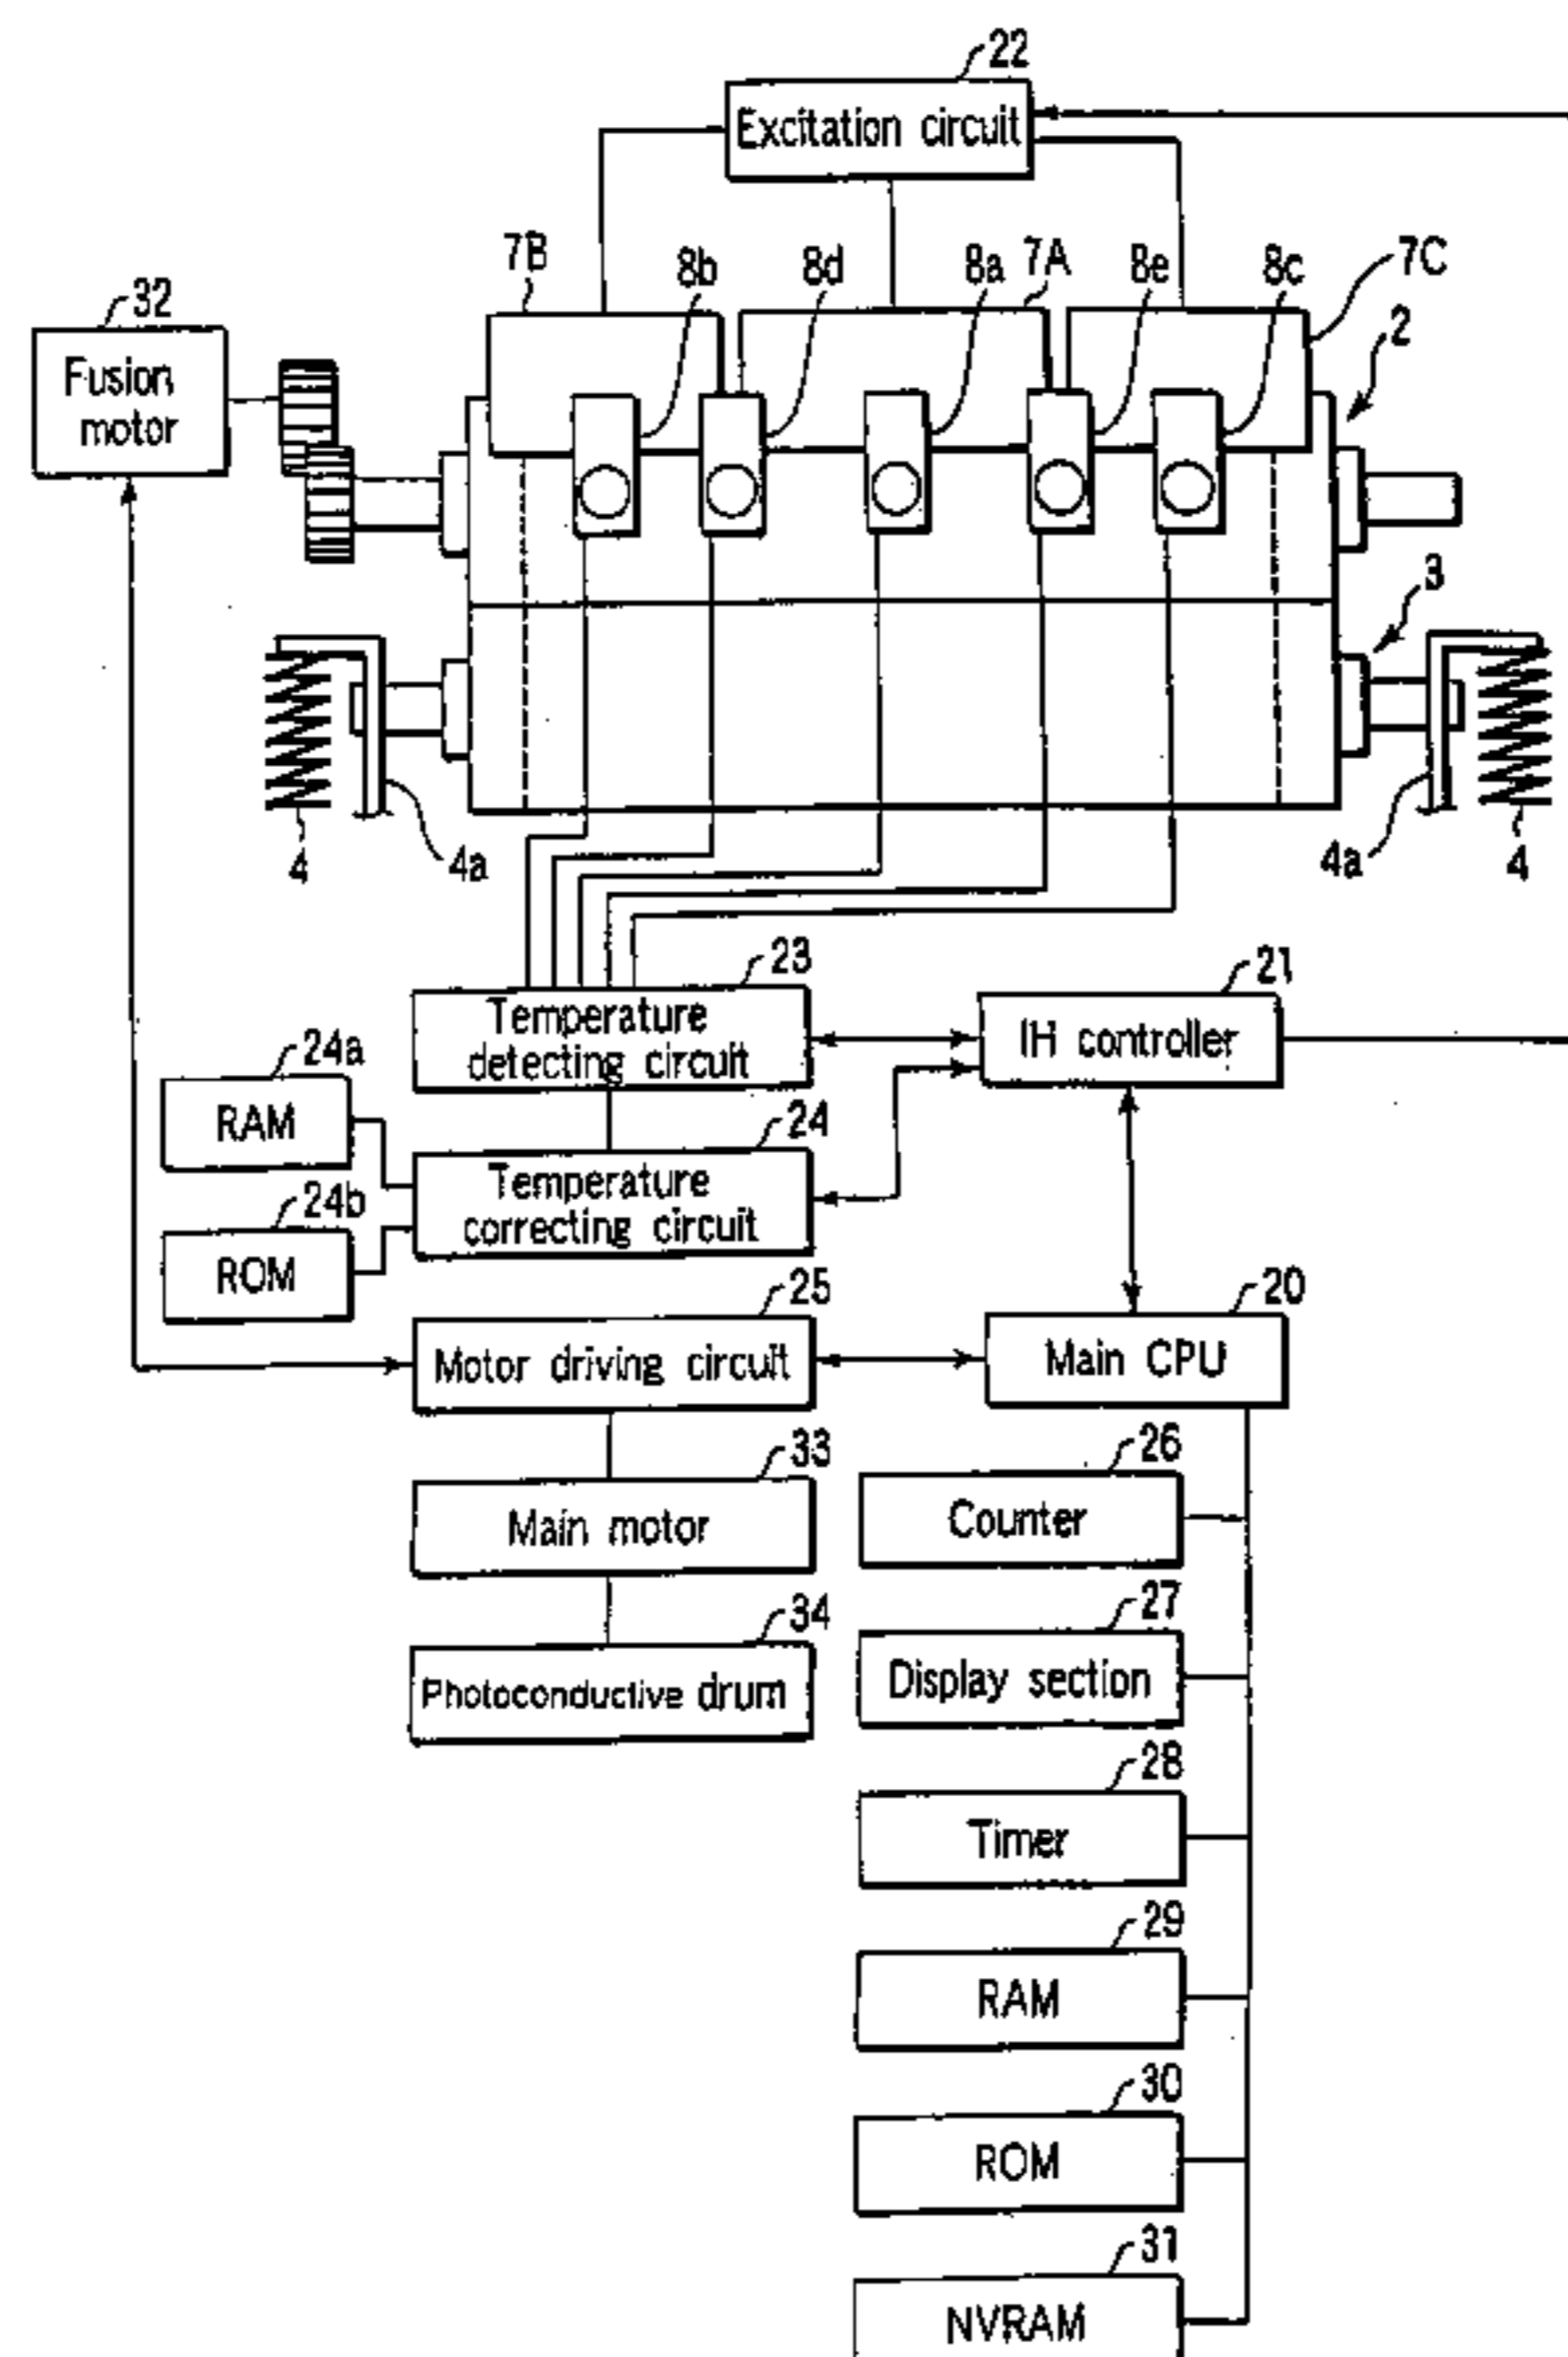 22
Excitation circuit
7B
8b
8d
8a
7A
8e
8c
7C
2
32
Fusion
motor
3
4
4a
4a
4
23
Temperature
detecting circuit
21
IH controller
24a
RAM
24
Temperature
correcting circuit
24b
ROM
25
Motor driving circuit
20
Main CPU
33
Main motor
26
Counter
34
Photoconductive drum
27
Display section
28
Timer
29
RAM
30
ROM
31
NVRAM